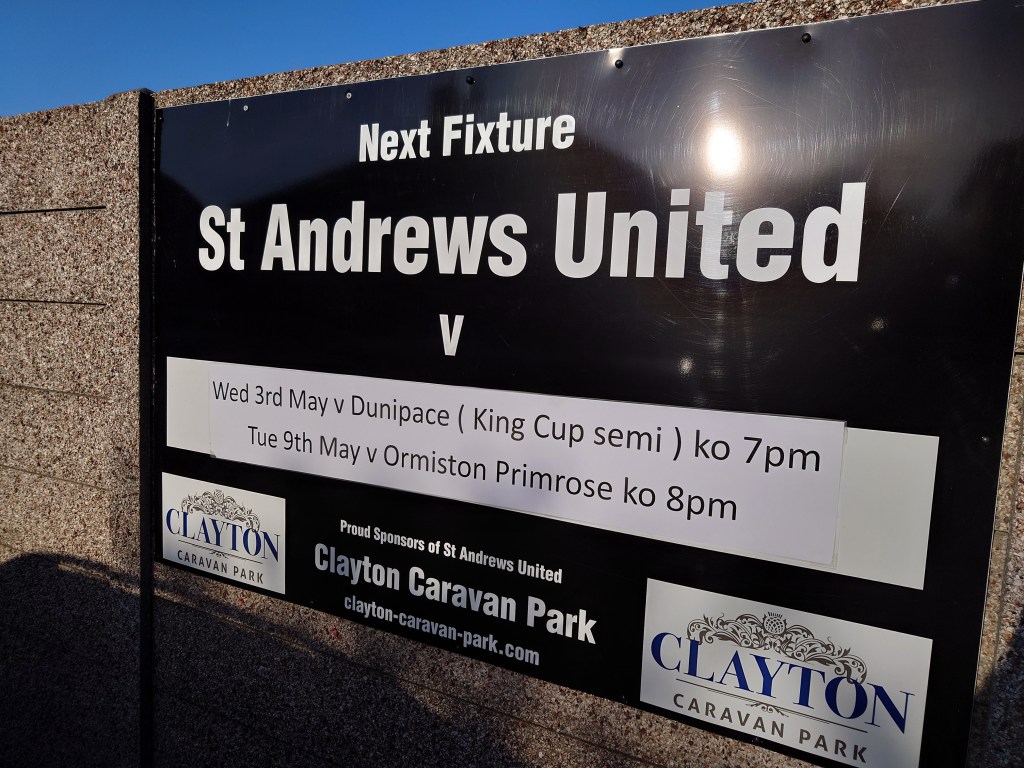 Next Fixture
St Andrews United
v
Wed 3rd May v Dunipace ( King Cup semi ) ko 7pm
Tue 9th May v Ormiston Primrose ko 8pm
CLAYTON
CARAVAN PARK
Proud Sponsors of St Andrews United
Clayton Caravan Park
clayton-caravan-park.com
CLAYTON
CARAVAN PARK